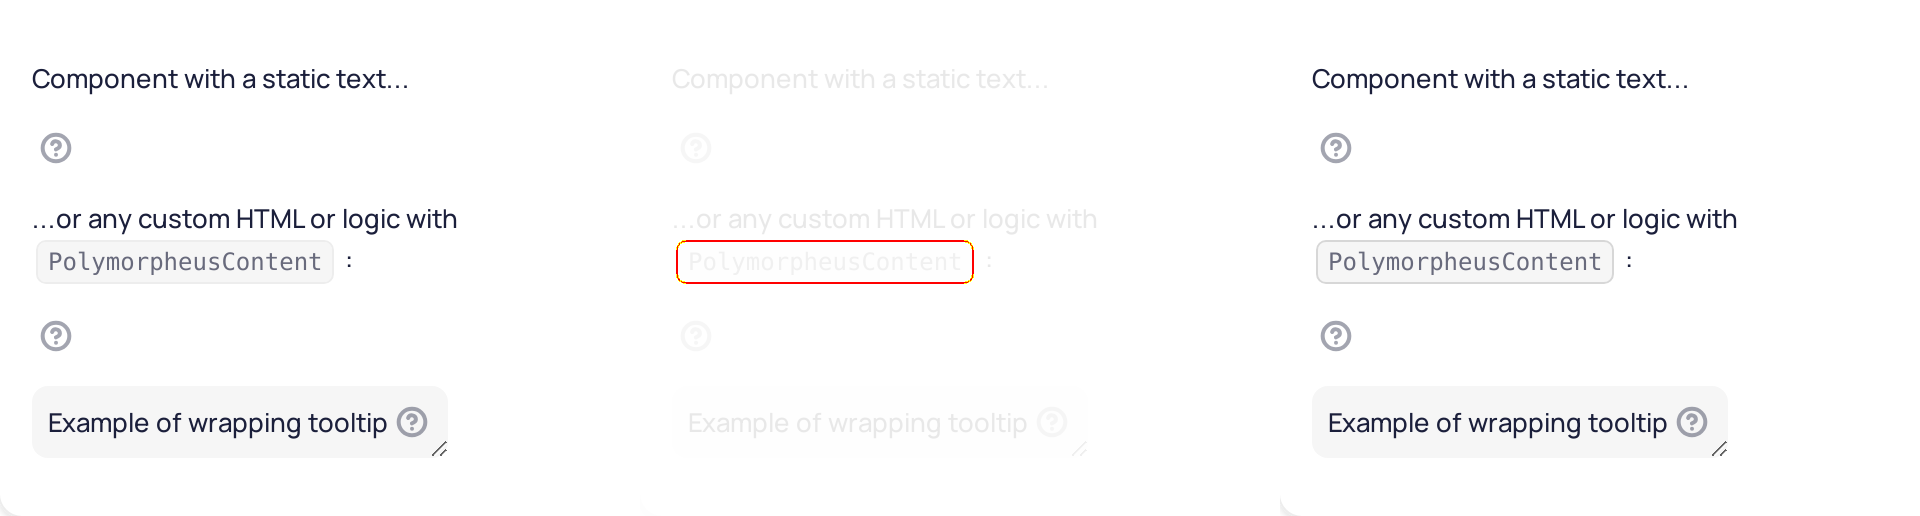 Component with a static text...
...or any custom HTML or logic with
PolymorpheusContent :
Example of wrapping tooltip
Component with a static text...
...or any custom HTML or logic with
PolymorpheusContent :
Example of wrapping tooltip
Component with a static text...
...or any custom HTML or logic with
PolymorpheusContent :
Example of wrapping tooltip